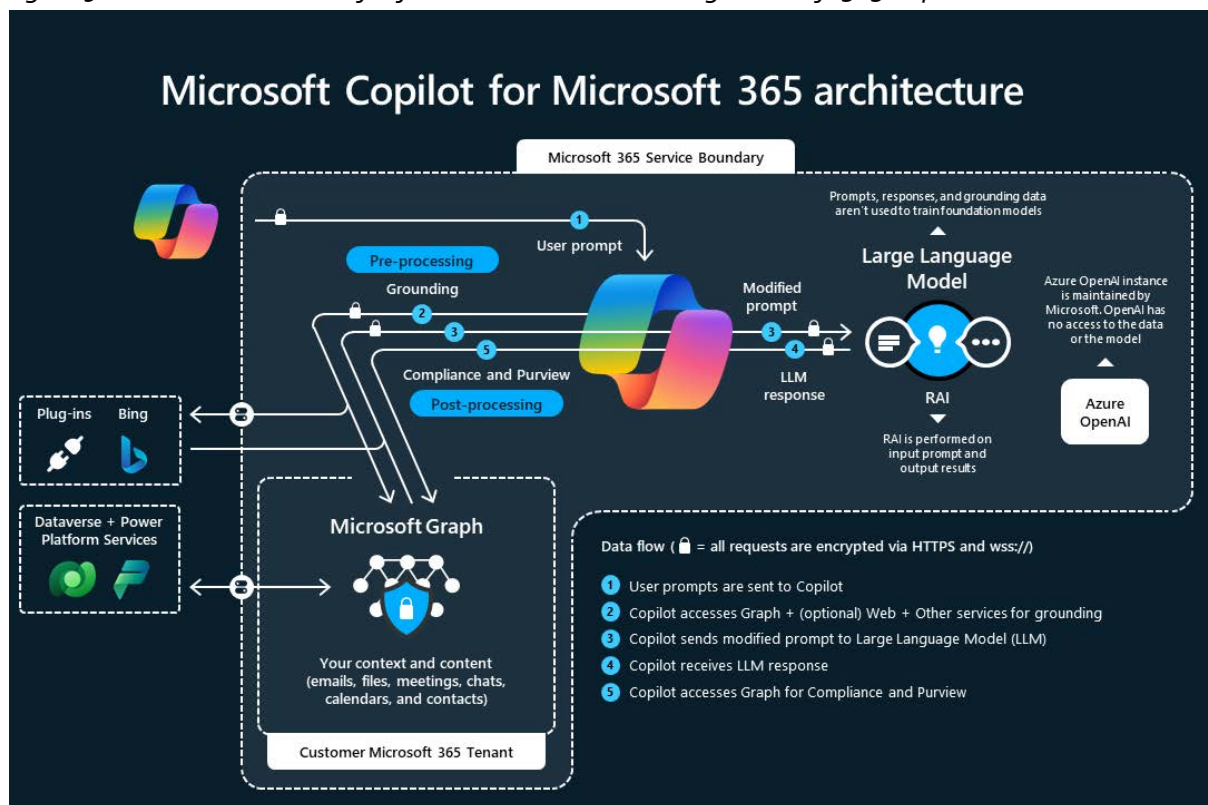 Microsoft Copilot for Microsoft 365 architecture
Microsoft 365 Service Boundary
1
User prompt
Pre-processing
Grounding
2
3
5
Compliance and Purview
Post-processing
Modified
prompt
3
4
LLM
response
Prompts, responses, and grounding data
aren't used to train foundation models
Large Language
Model
RAI
RAI is performed on
input prompt and
output results
Azure OpenAI instance
is maintained by
Microsoft. OpenAI has
no access to the data
or the model
Azure
OpenAI
Plug-ins
Bing
Dataverse + Power
Platform Services
Microsoft Graph
Your context and content
(emails, files, meetings, chats,
calendars, and contacts)
Customer Microsoft 365 Tenant
Data flow ( = all requests are encrypted via HTTPS and wss://)
1 User prompts are sent to Copilot
2 Copilot accesses Graph + (optional) Web + Other services for grounding
3 Copilot sends modified prompt to Large Language Model (LLM)
4 Copilot receives LLM response
5 Copilot accesses Graph for Compliance and Purview